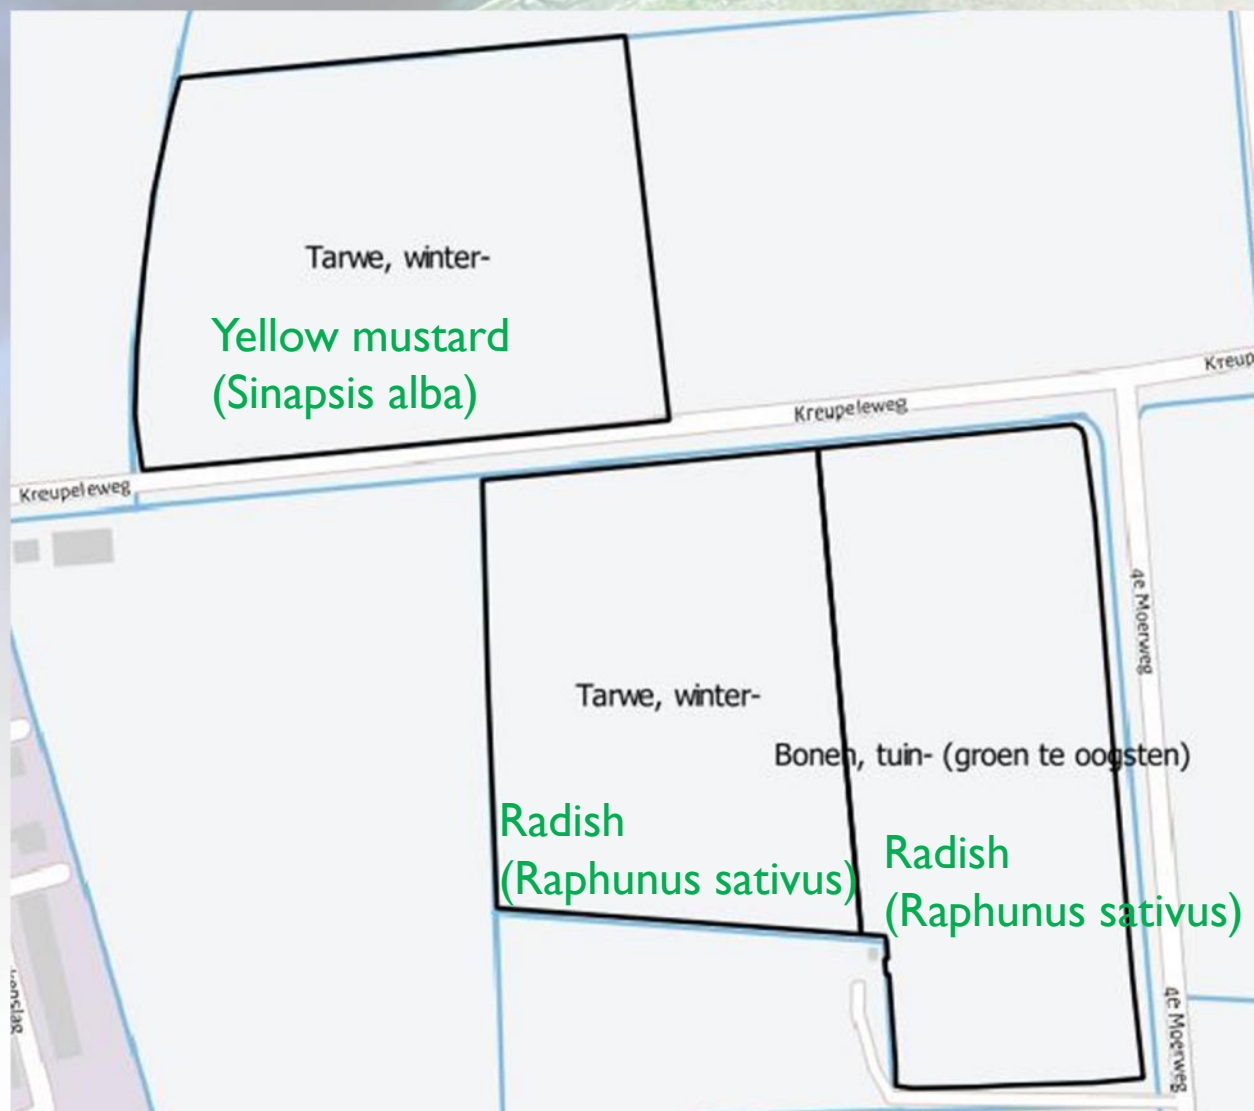 Tarwe, winter-
Yellow mustard
(Sinapsis alba)
Kreup
Kreupeleweg
Kreupeleweg
4e Moerweg
Tarwe, winter-
Bonen, tuin- (groen te oogsten)
Radish
(Raphunus sativus)
Radish
(Raphunus sativus)
4e Moerweg